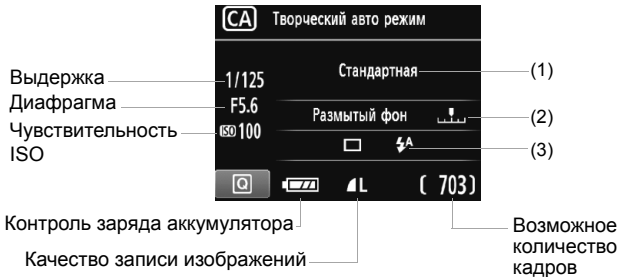 CA Творческий авто режим
Стандартная (1)
Выдержка 1/125
Диафрагма F5.6
Размытый фон (2)
Чувствительность ISO
ISO 100
(3)
Q L ( 703)
Контроль заряда аккумулятора
Качество записи изображений
Возможное
количество
кадров